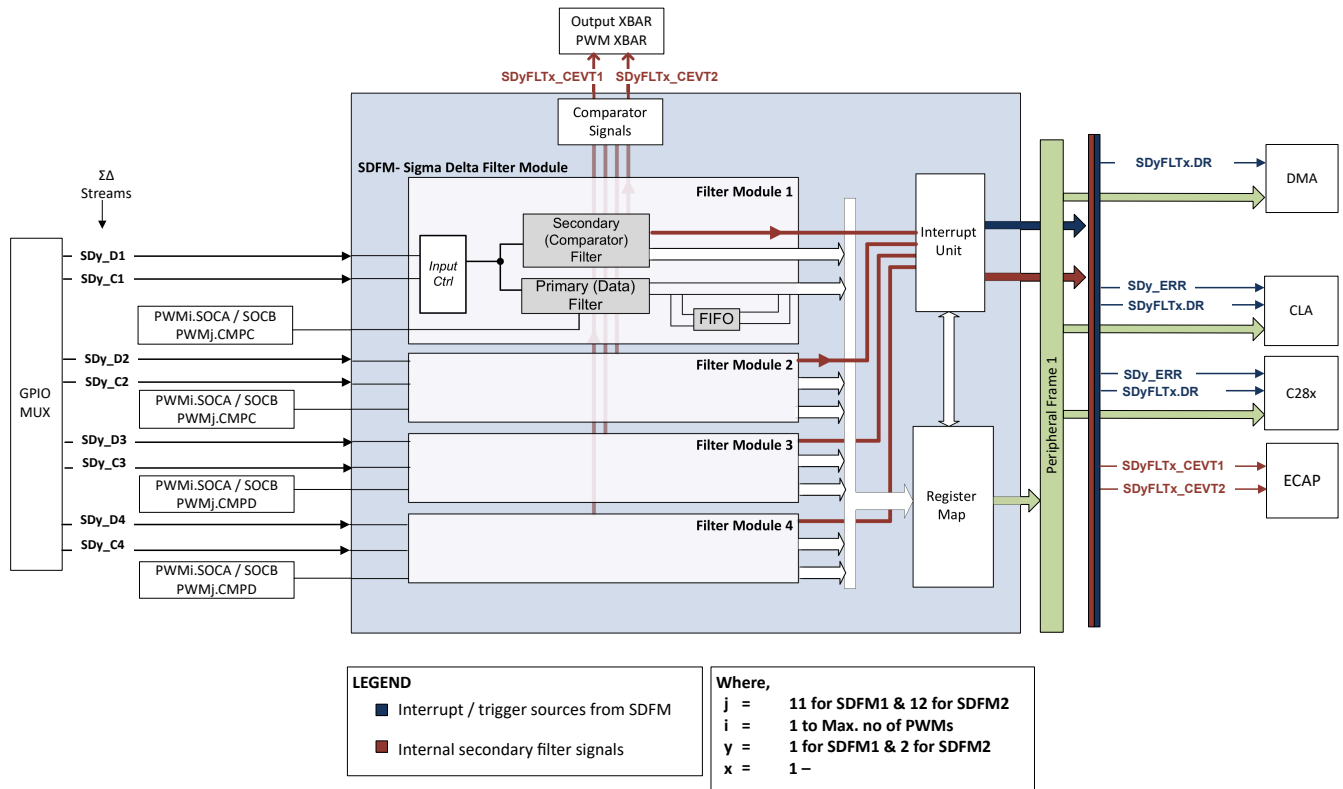 Output XBAR
PWM XBAR
SDyFLTx_CEVT1
SDyFLTx_CEVT2
Comparator
Signals
SDFM- Sigma Delta Filter Module
ΣΔ
Streams
Filter Module 1
Secondary
(Comparator)
Filter
Interrupt
Unit
Input
Ctrl
Primary (Data)
Filter
FIFO
GPIO
MUX
SDy_D1
SDy_C1
PWMi.SOCA / SOCB
PWMj.CMPC
SDy_D2
SDy_C2
PWMi.SOCA / SOCB
PWMj.CMPC
Filter Module 2
SDy_D3
SDy_C3
PWMi.SOCA / SOCB
PWMj.CMPD
Filter Module 3
SDy_D4
SDy_C4
PWMi.SOCA / SOCB
PWMj.CMPD
Filter Module 4
Register
Map
Peripheral Frame 1
SDyFLTx.DR
DMA
SDy_ERR
SDyFLTx.DR
CLA
SDy_ERR
SDyFLTx.DR
C28x
SDyFLTx_CEVT1
SDyFLTx_CEVT2
ECAP
LEGEND
Interrupt / trigger sources from SDFM
Internal secondary filter signals
Where,
j = 11 for SDFM1 & 12 for SDFM2
i = 1 to Max. no of PWMs
y = 1 for SDFM1 & 2 for SDFM2
x = 1 –